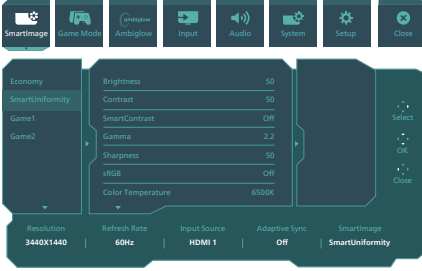 ambiglow
SmartImage Game Mode Ambiglow Input Audio System Setup Close
Economy
SmartUniformity
Game1
Game2
Brightness 50
Contrast 50
SmartContrast Off
Gamma 2.2
Sharpness 50
sRGB Off
Color Temperature 6500K
Select
OK
Close
Resolution Refresh Rate Input Source Adaptive Sync SmartImage
3440X1440 60Hz HDMI 1 Off SmartUniformity